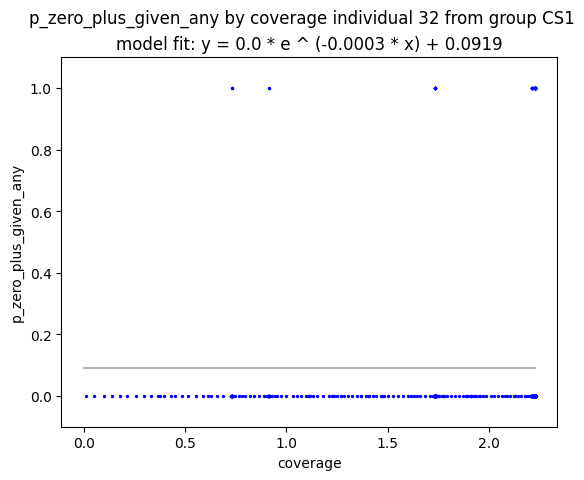 p_zero_plus_given_any by coverage individual 32 from group CS1
model fit: y = 0.0 * e ^ (-0.0003 * x) + 0.0919
1.0
0.8
0.6
0.4
0.2
0.0
p_zero_plus_given_any
0.0 0.5 1.0 1.5 2.0
coverage